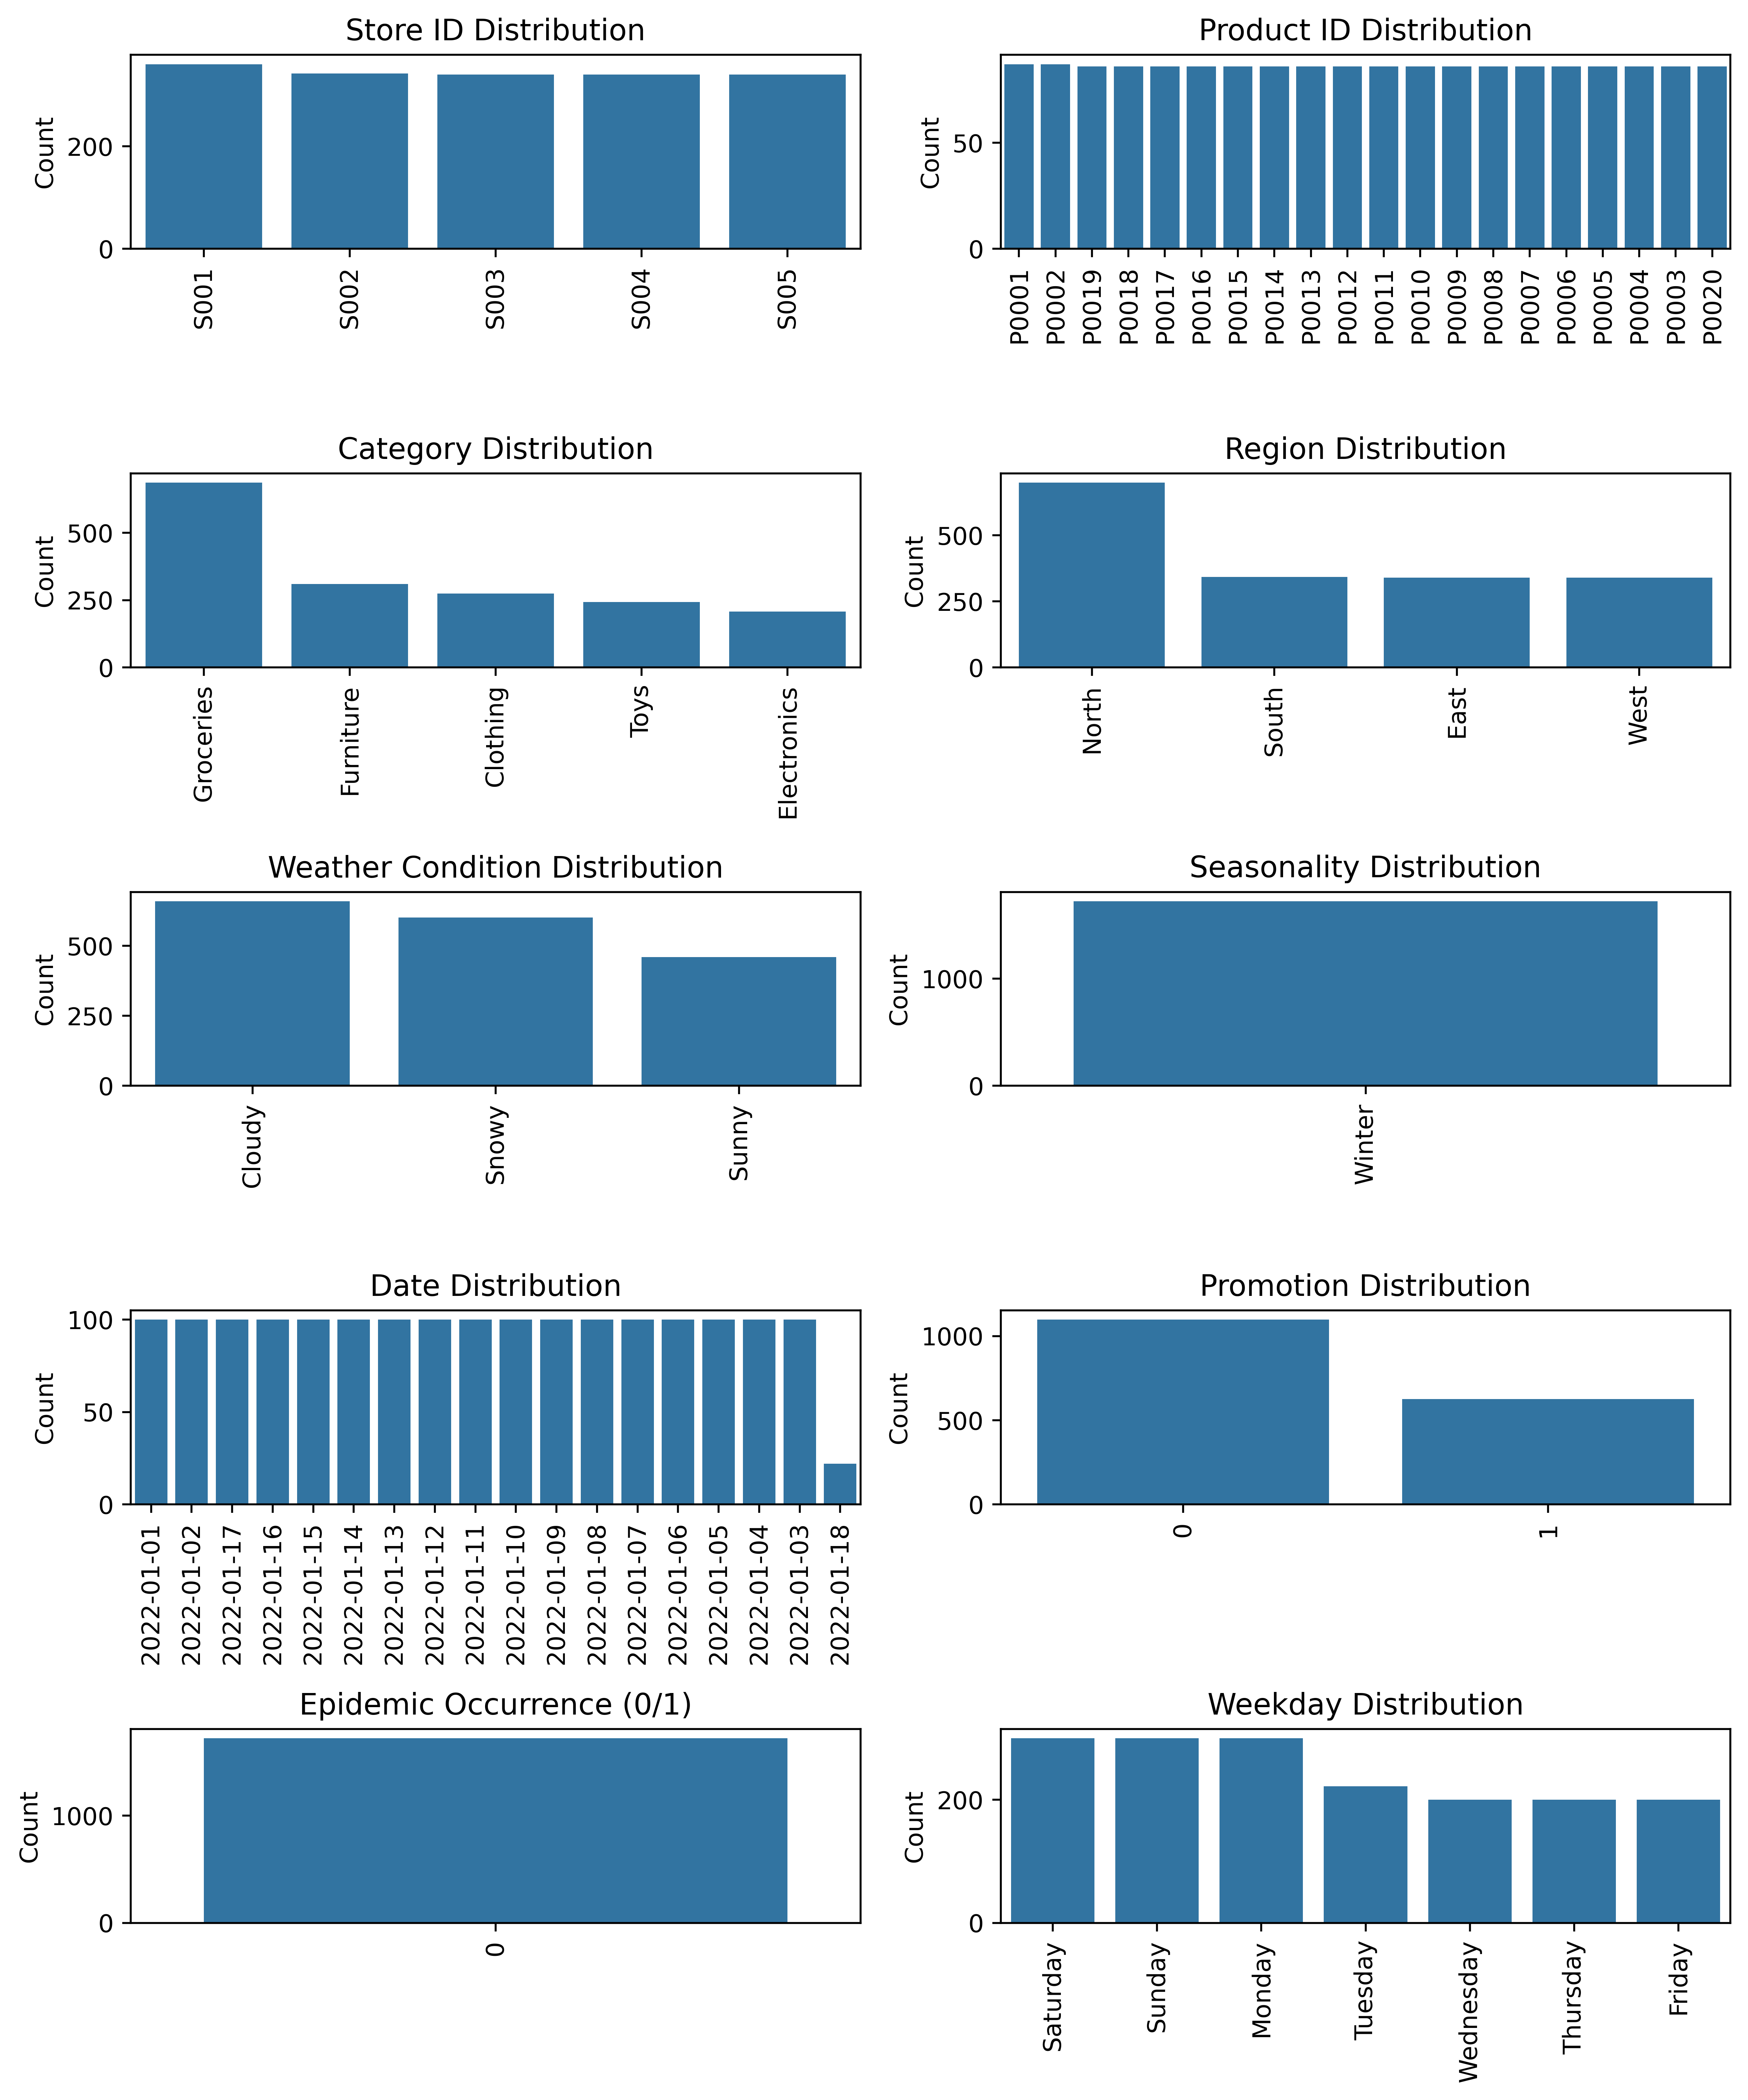 Store ID Distribution
Count
200
0
S001
S002
S003
S004
S005
Product ID Distribution
Count
50
0
P0001
P0002
P0019
P0018
P0017
P0016
P0015
P0014
P0013
P0012
P0011
P0010
P0009
P0008
P0007
P0006
P0005
P0004
P0003
P0020
Category Distribution
Count
500
250
0
Groceries
Furniture
Clothing
Toys
Electronics
Region Distribution
Count
500
250
0
North
South
East
West
Weather Condition Distribution
Count
500
250
0
Cloudy
Snowy
Sunny
Seasonality Distribution
Count
1000
0
Winter
Date Distribution
Count
100
50
0
2022-01-01
2022-01-02
2022-01-17
2022-01-16
2022-01-15
2022-01-14
2022-01-13
2022-01-12
2022-01-11
2022-01-10
2022-01-09
2022-01-08
2022-01-07
2022-01-06
2022-01-05
2022-01-04
2022-01-03
2022-01-18
Promotion Distribution
Count
1000
500
0
0
1
Epidemic Occurrence (0/1)
Count
1000
0
0
Weekday Distribution
Count
200
0
Saturday
Sunday
Monday
Tuesday
Wednesday
Thursday
Friday